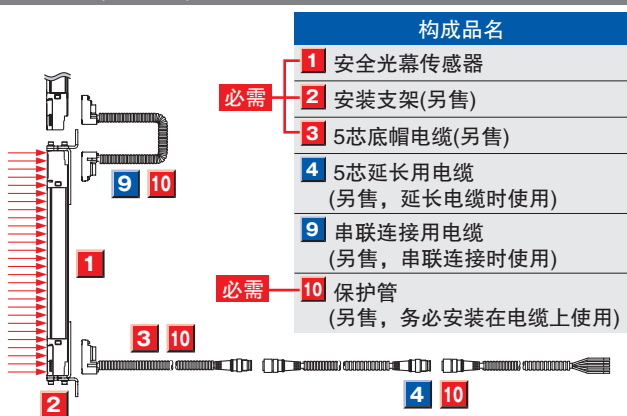 构成品名
必需
1 安全光幕传感器
2 安装支架(另售)
3 5芯底帽电缆(另售)
4 5芯延长用电缆
(另售，延长电缆时使用)
9 串联连接用电缆
(另售，串联连接时使用)
必需
10 保护管
(另售，务必安装在电缆上使用)
9 10
1
3 10
2
4 10